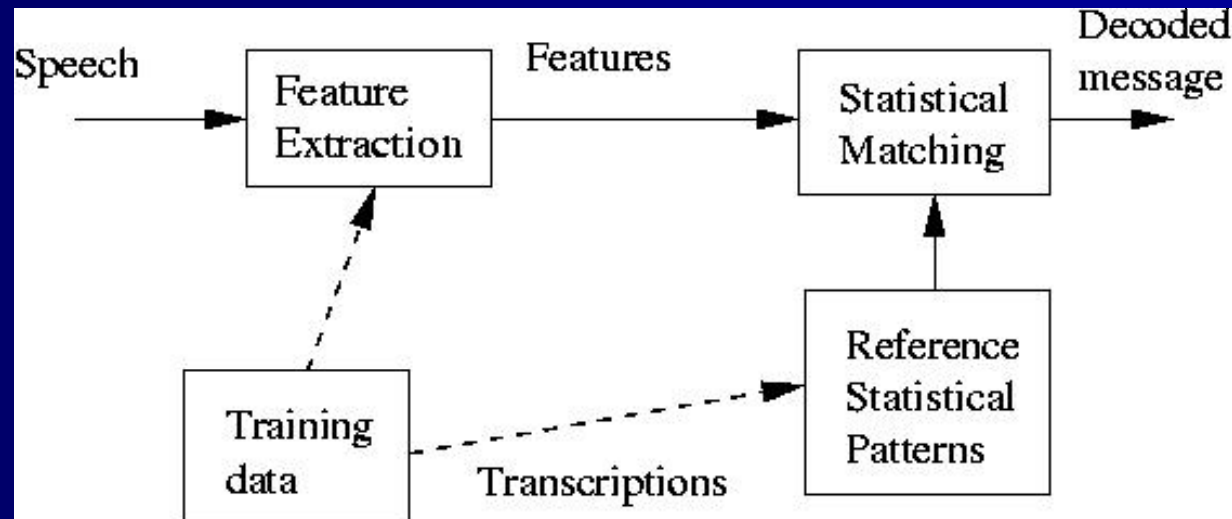 Speech
Feature
Extraction
Features
Statistical
Matching
Decoded
message
Training
data
Transcriptions
Reference
Statistical
Patterns